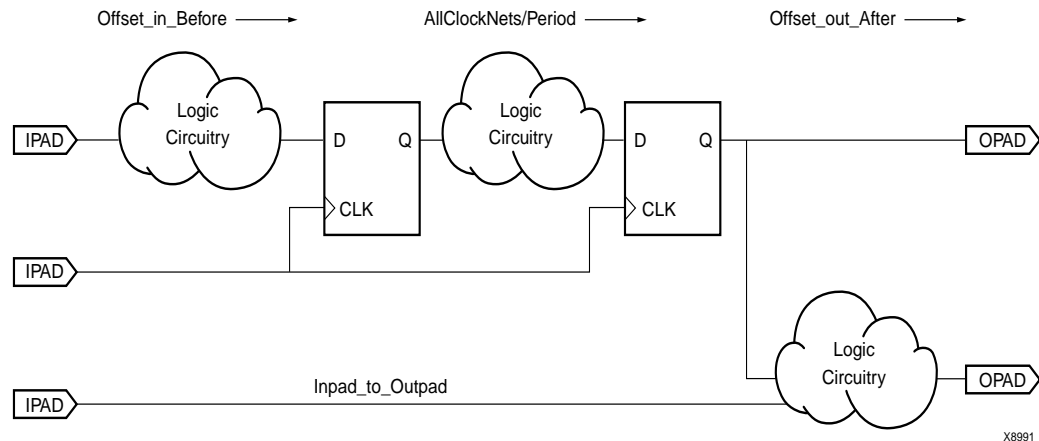 Offset_in_Before
AllClockNets/Period
Offset_out_After
Logic
Circuitry
Logic
Circuitry
IPAD
D
Q
D
Q
OPAD
CLK
CLK
IPAD
Logic
Circuitry
Inpad_to_Outpad
IPAD
OPAD
X8991